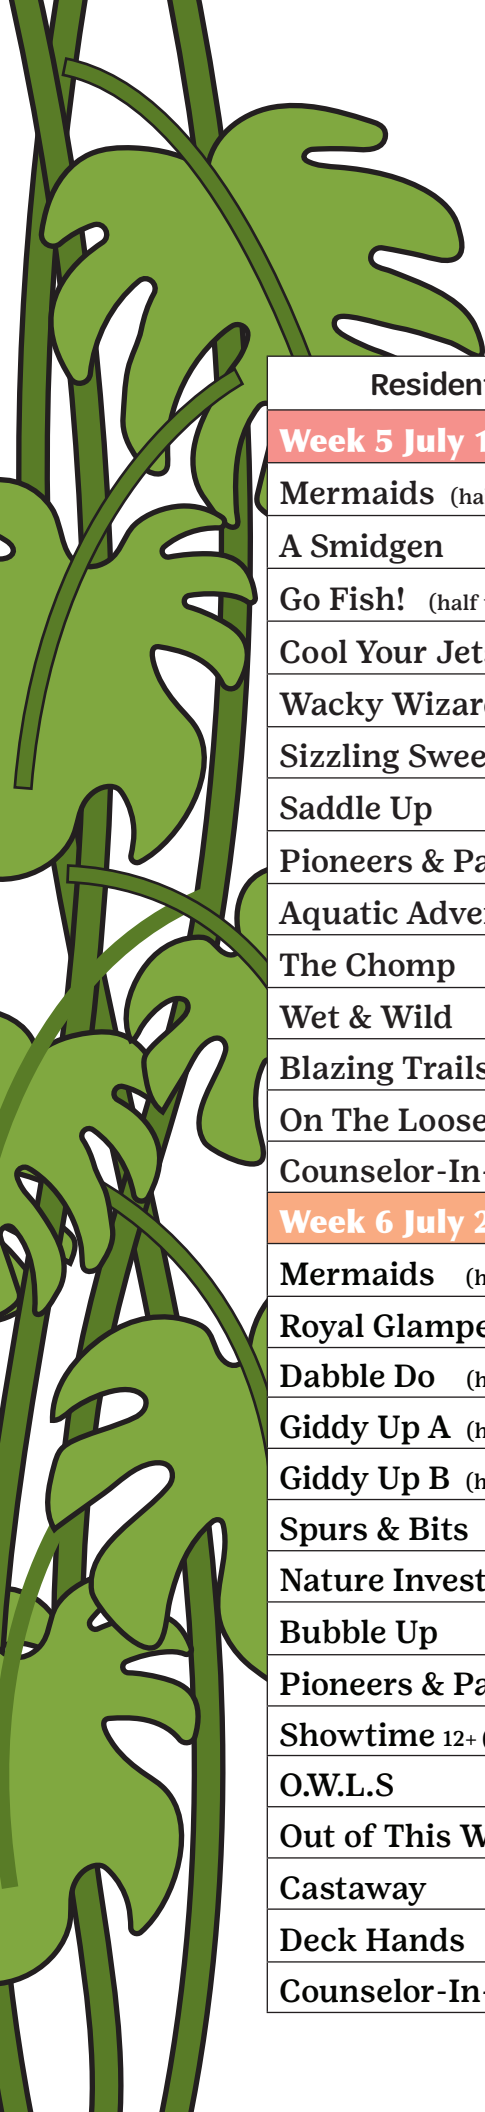 Resident
Week 5 July 1
Mermaids (ha
A Smidgen
Go Fish! (half
Cool Your Jet
Wacky Wizar
Sizzling Swee
Saddle Up
Pioneers & Pa
Aquatic Adve
The Chomp
Wet & Wild
Blazing Trails
On The Loose
Counselor-In-
Week 6 July 2
Mermaids (h
Royal Glampe
Dabble Do (h
Giddy Up A (h
Giddy Up B (h
Spurs & Bits
Nature Invest
Bubble Up
Pioneers & Pa
Showtime 12+ (
O.W.L.S
Out of This W
Castaway
Deck Hands
Counselor-In-